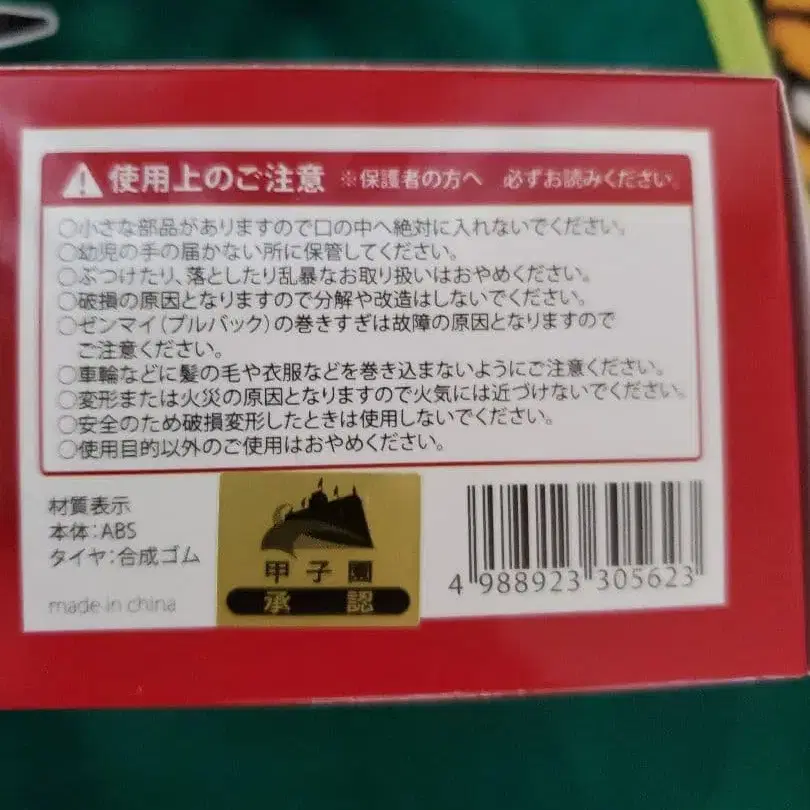 使用上のご注意 ※保護者の方へ 必ずお読みください。
○小さな部品がありますので口の中へ絶対に入れないでください。
○幼児の手の届かない所に保管してください。
○ぶつけたり、落としたり乱暴なお取り扱いはおやめください。
○破損の原因となりますので分解や改造はしないでください。
○ゼンマイ(プルバック)の巻きすぎは故障の原因となりますので
ご注意ください。
○車輪などに髪の毛や衣服などを巻き込まないようにご注意ください。
○変形または火災の原因となりますので火気には近づけないでください。
○安全のため破損変形したときは使用しないでください。
○使用目的以外のご使用はおやめください。
材質表示
本体:ABS
タイヤ:合成ゴム
made in china
甲子園
承認
4 988923 305623